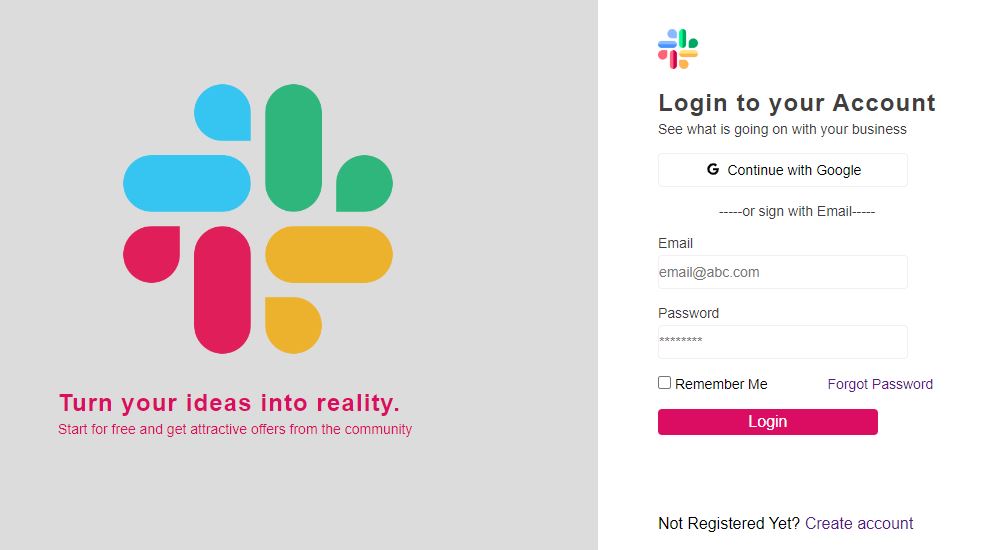 Turn your ideas into reality.
Start for free and get attractive offers from the community
Login to your Account
See what is going on with your business
G Continue with Google
-----or sign with Email-----
Email
email@abc.com
Password
********
Remember Me Forgot Password
Login
Not Registered Yet? Create account